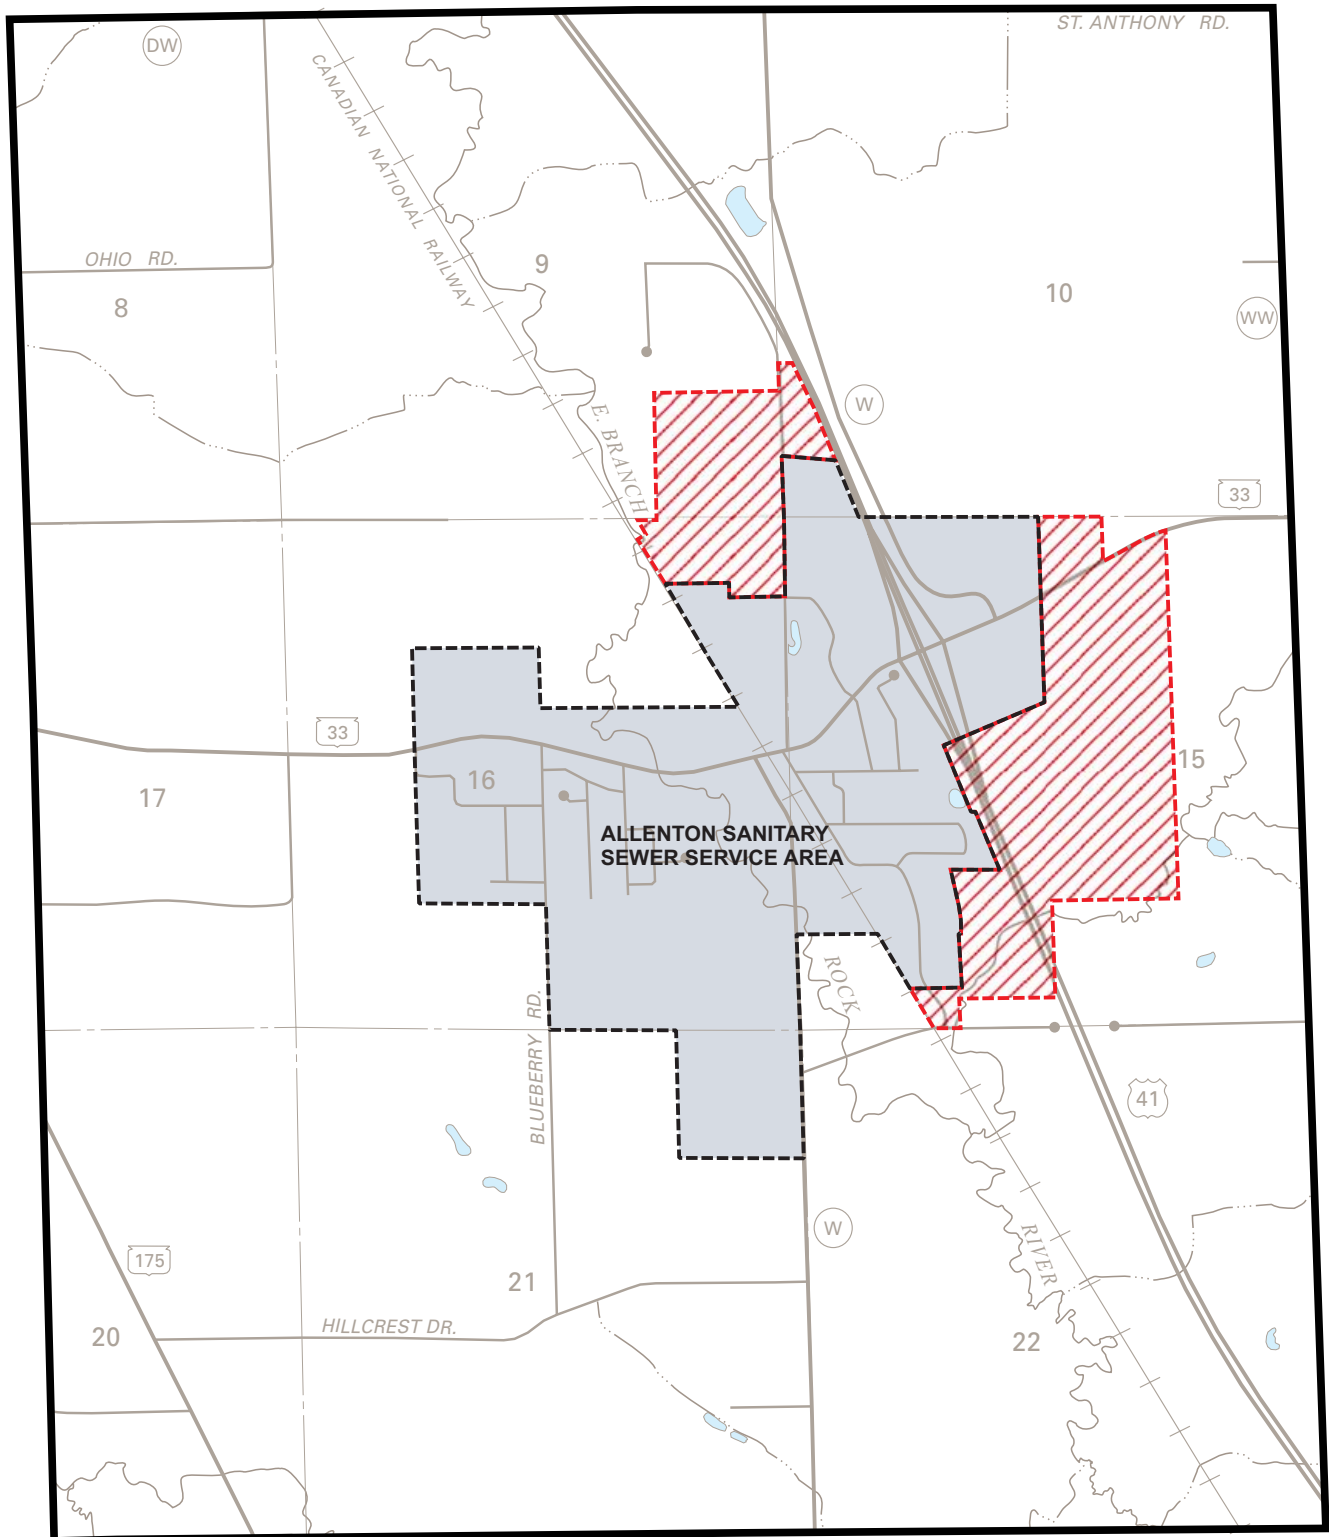 ST. ANTHONY RD.
DW
CANADIAN NATIONAL RAILWAY
OHIO RD.
9
8
10
WW
W
E. BRANCH
33
33
15
16
17
ALLENTON SANITARY
SEWER SERVICE AREA
ROCK
BLUEBERRY RD.
41
W
RIVER
175
21
HILLCREST DR.
20
22